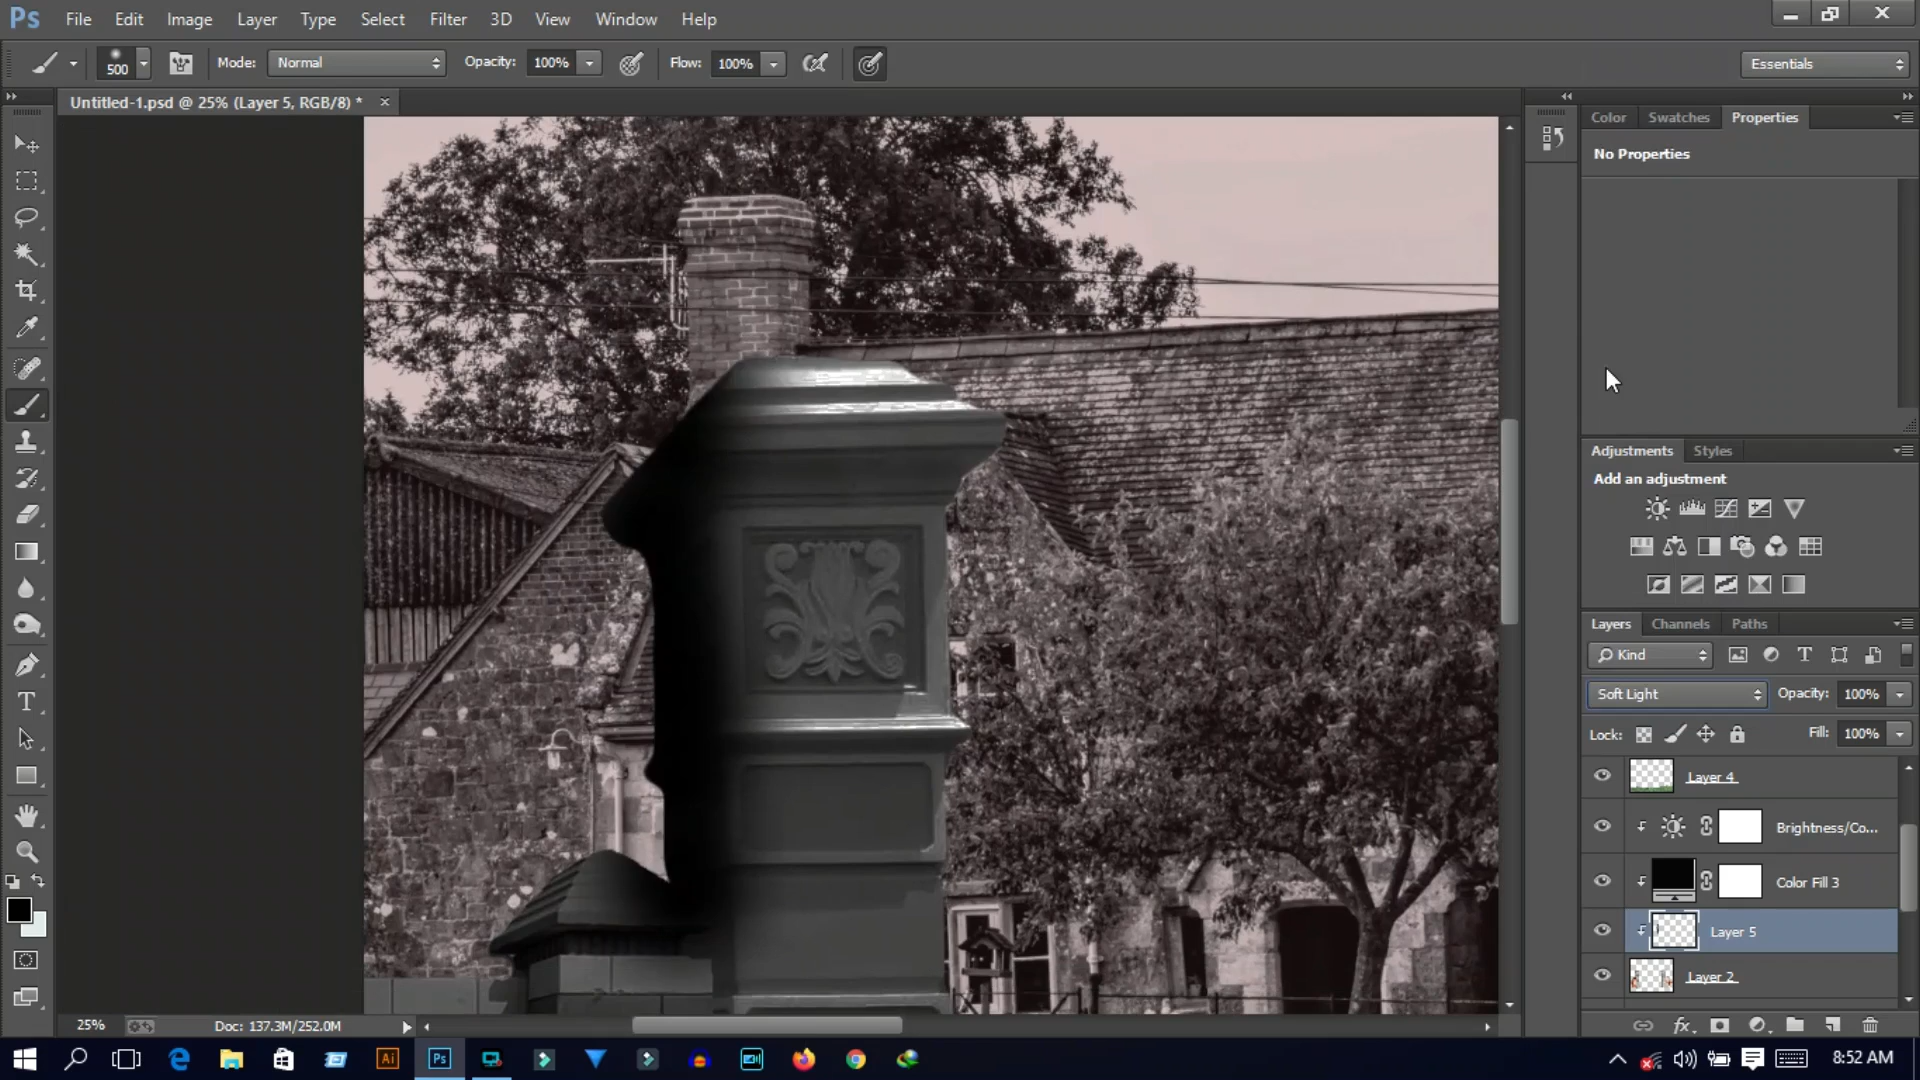 Ps File Edit Image Layer Type Select Filter 3D View Window Help
500 Mode: Normal Opacity: 100% Flow: 100% Essentials
Untitled-1.psd @ 25% (Layer 5, RGB/8) * ×
Color Swatches Properties
No Properties
Adjustments Styles
Add an adjustment
Layers Channels Paths
Kind
Soft Light Opacity: 100%
Lock: Fill: 100%
Layer 4
Brightness/Co...
Color Fill 3
Layer 5
Layer 2
fx
25% Doc: 137.3M/252.0M
Ai Ps 8:52 AM